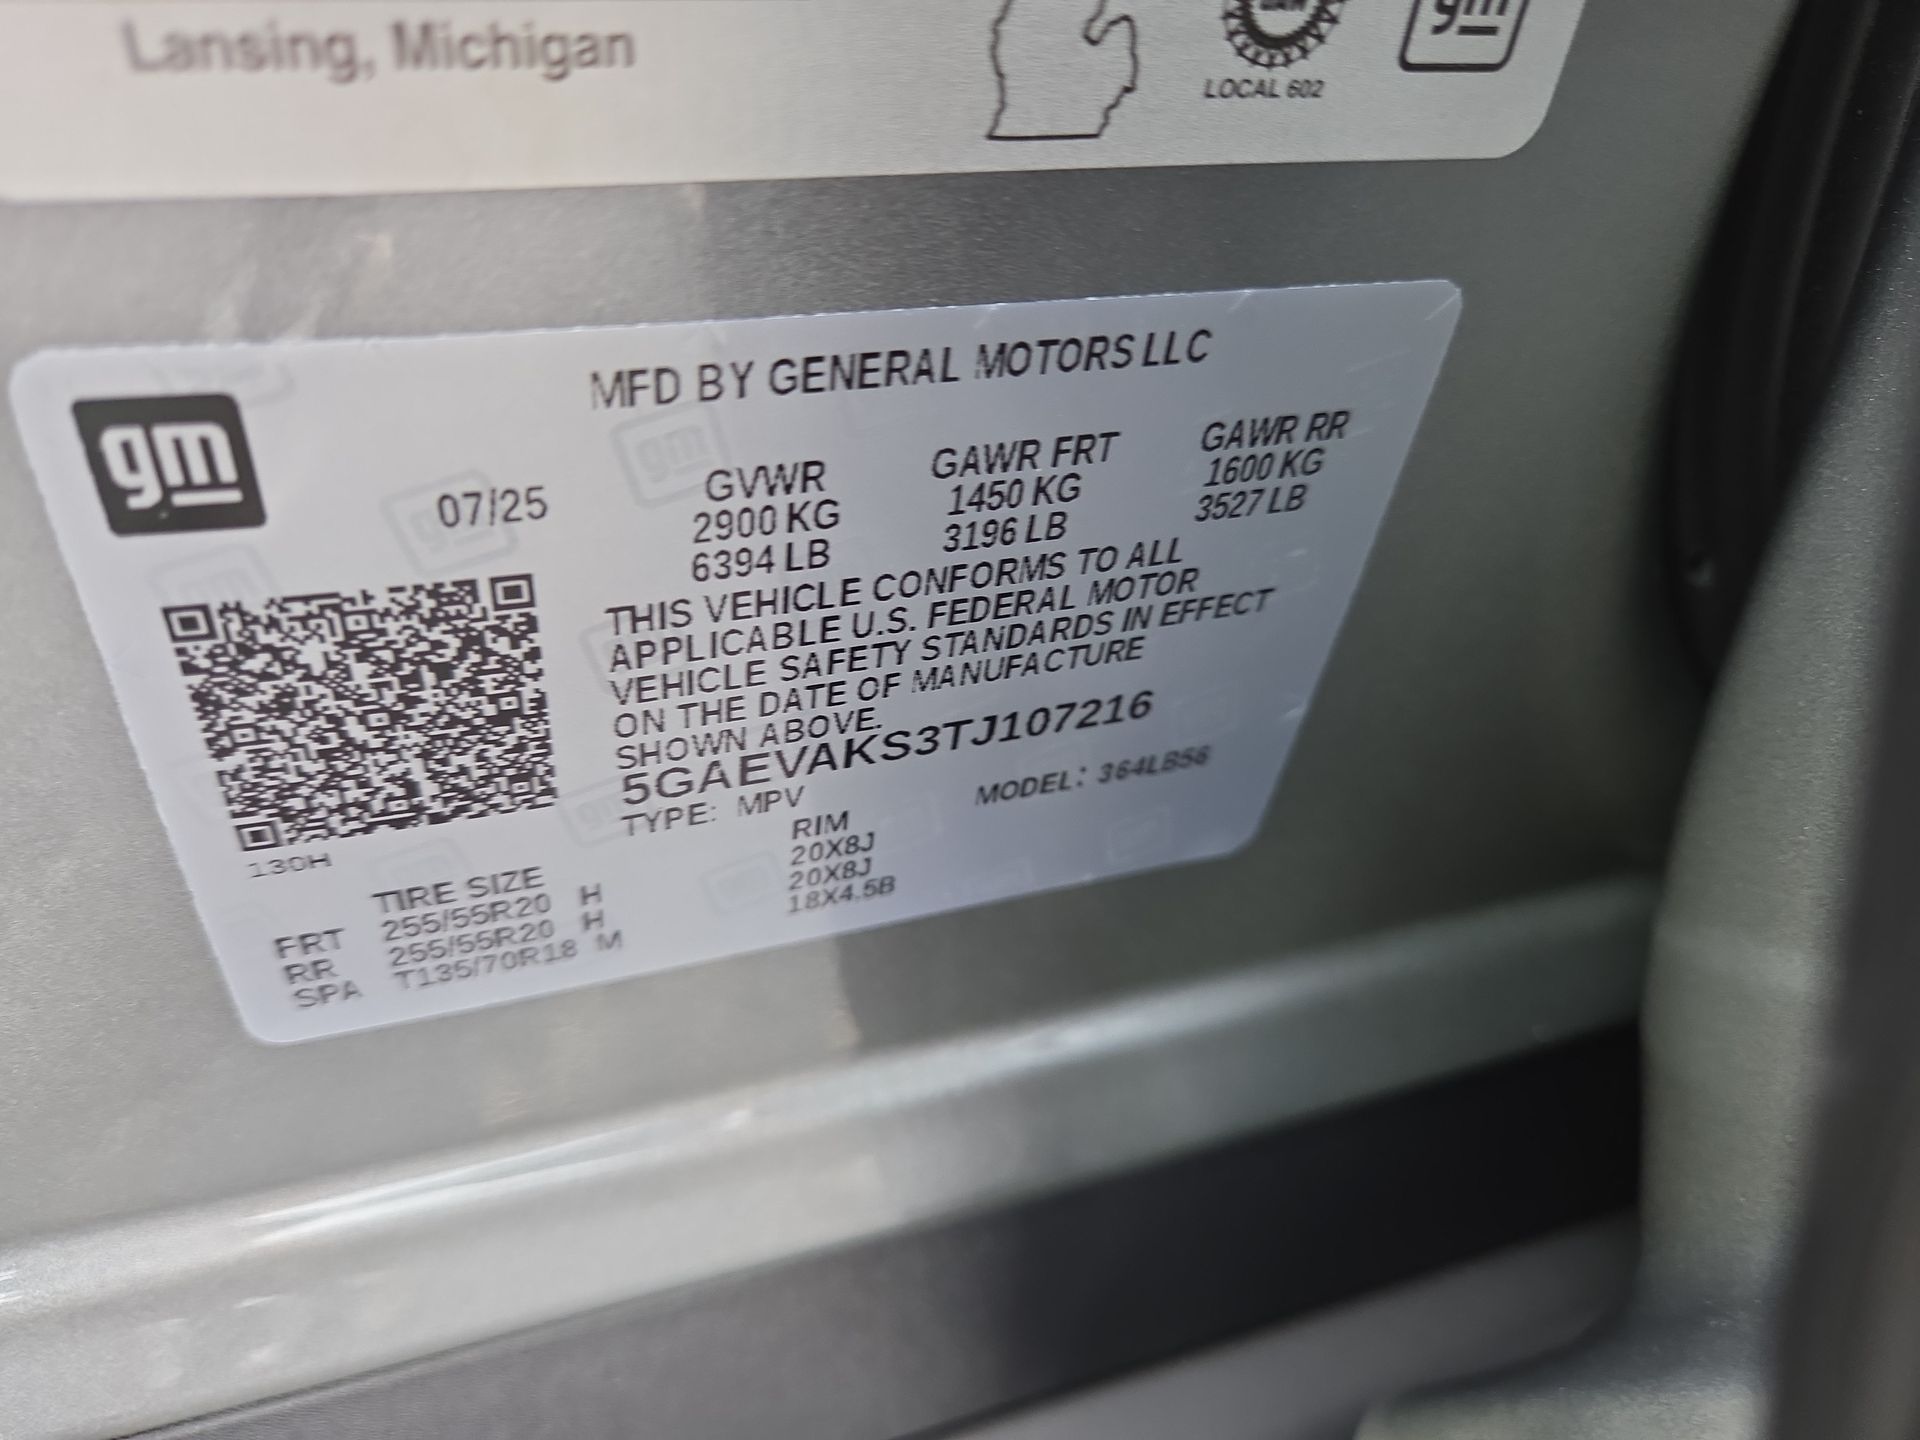 Lansing, Michigan
LOCAL 602
gm
MFD BY GENERAL MOTORS LLC
gm
07/25
GVWR GAWR FRT GAWR RR
2900 KG 1450 KG 1600 KG
6394 LB 3196 LB 3527 LB
THIS VEHICLE CONFORMS TO ALL
APPLICABLE U.S. FEDERAL MOTOR
VEHICLE SAFETY STANDARDS IN EFFECT
ON THE DATE OF MANUFACTURE
SHOWN ABOVE.
5GAEVAKS3TJ107216
TYPE: MPV MODEL: 364LB56
130H
TIRE SIZE RIM
FRT 255/55R20 H 20X8J
RR 255/55R20 H 20X8J
SPA T135/70R18 M 18X4.5B